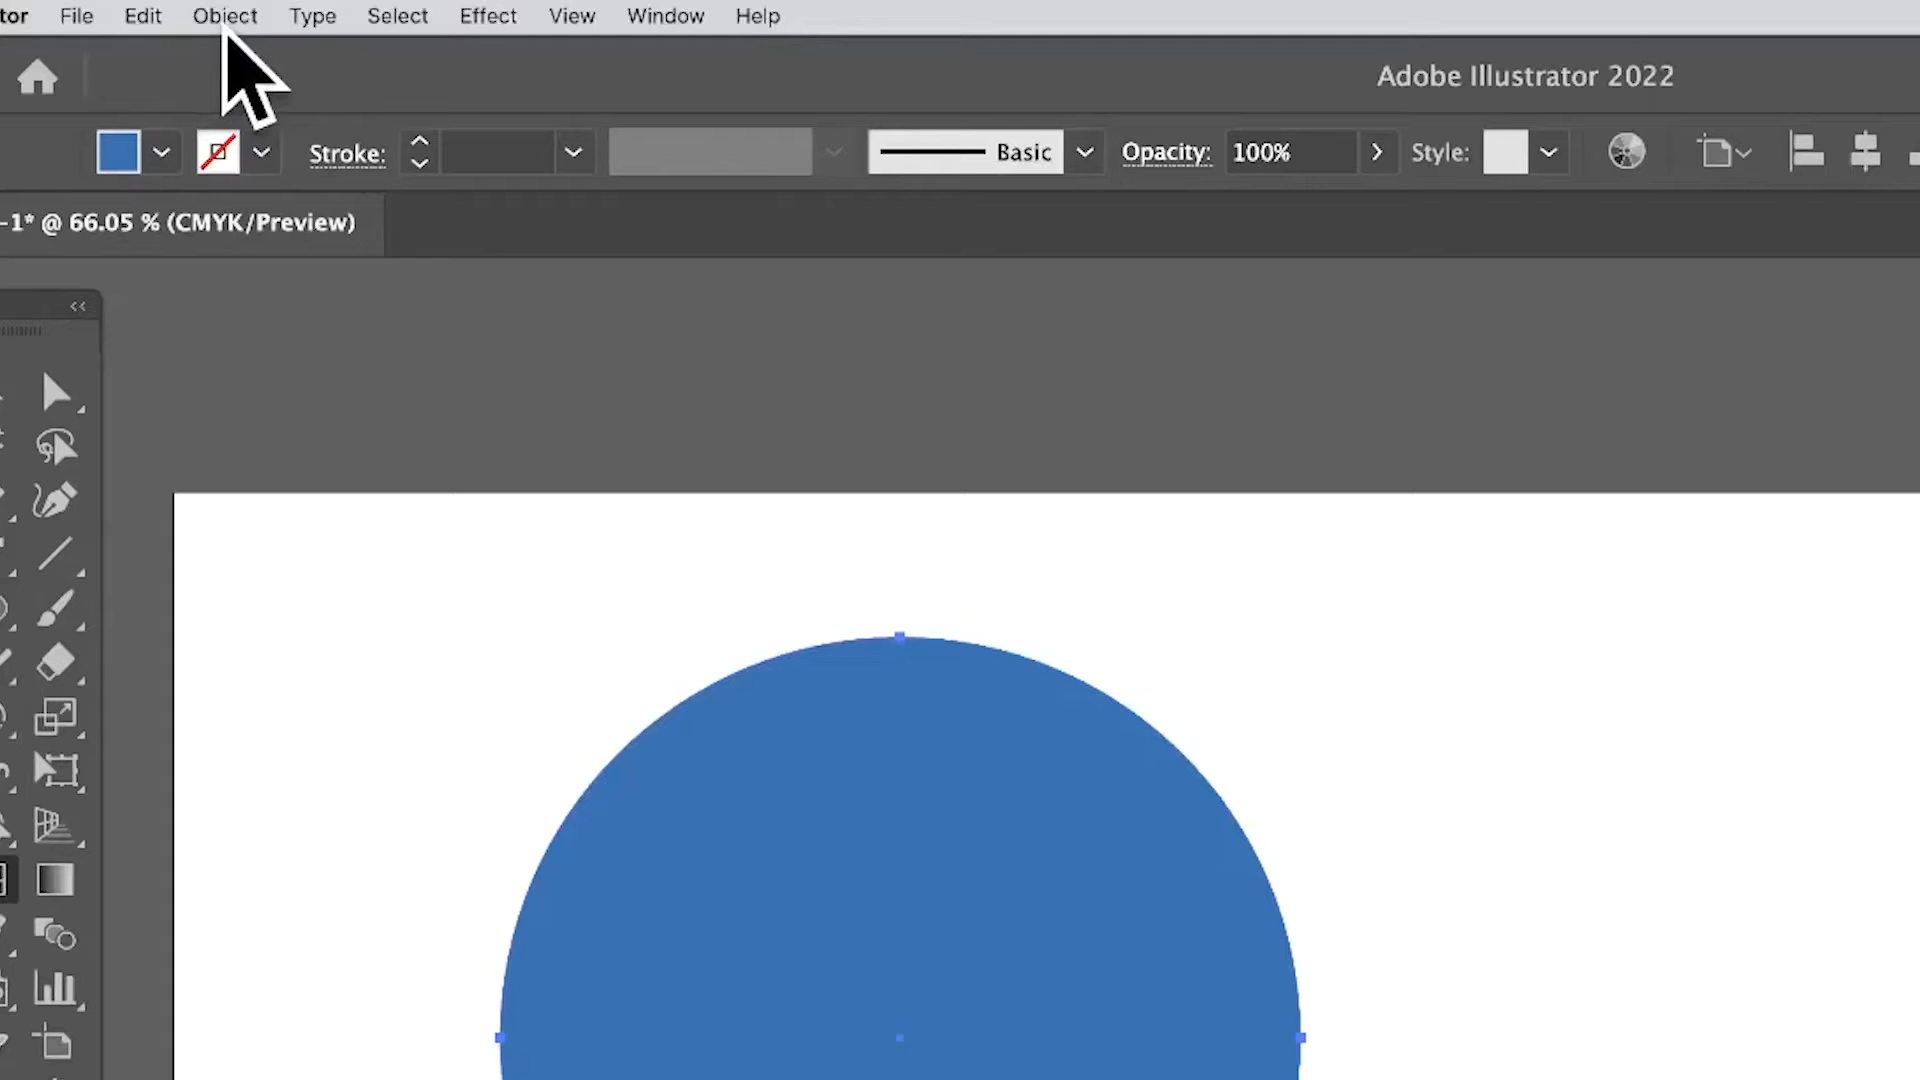 tor File Edit Object Type Select Effect View Window Help
Adobe Illustrator 2022
Stroke: Basic Opacity: 100% Style:
-1* @ 66.05 % (CMYK/Preview)